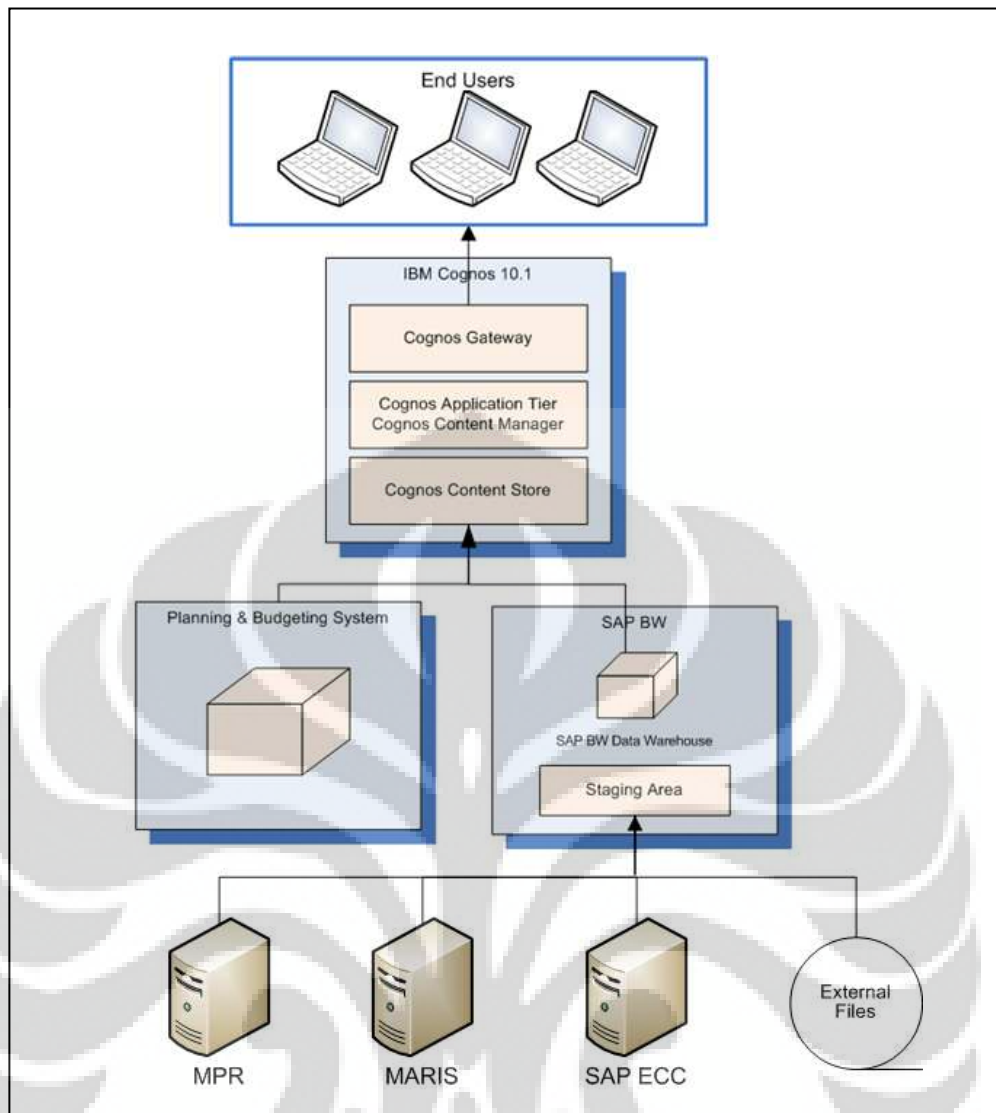 End Users
IBM Cognos 10.1
Cognos Gateway
Cognos Application Tier
Cognos Content Manager
Cognos Content Store
Planning & Budgeting System
SAP BW
SAP BW Data Warehouse
Staging Area
MPR
MARIS
SAP ECC
External
Files